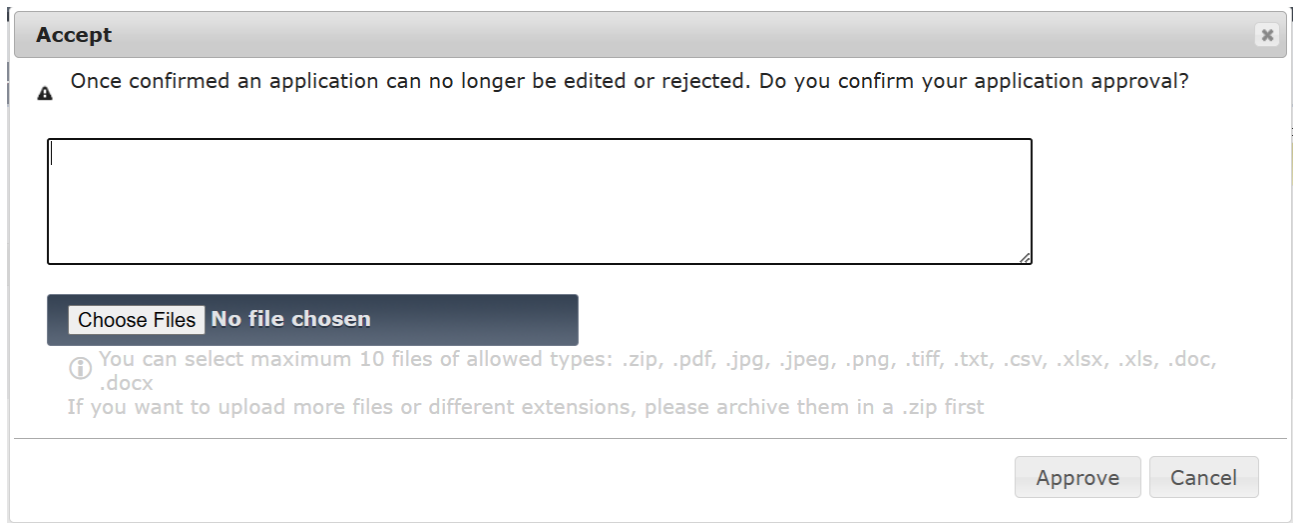 Accept
Once confirmed an application can no longer be edited or rejected. Do you confirm your application approval?
Choose Files No file chosen
You can select maximum 10 files of allowed types: .zip, .pdf, .jpg, .jpeg, .png, .tiff, .txt, .csv, .xlsx, .xls, .doc,
.docx
If you want to upload more files or different extensions, please archive them in a .zip first
Approve Cancel